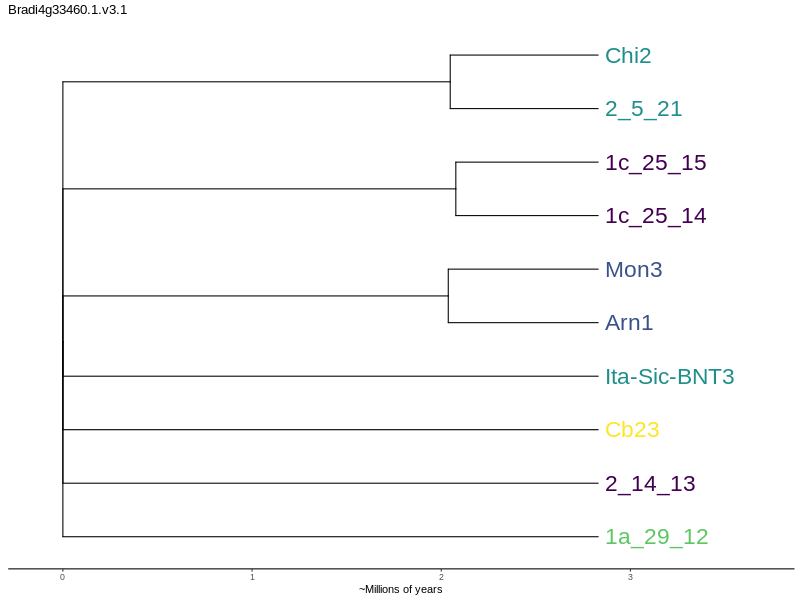 Bradi4g33460.1.v3.1
Chi2
2_5_21
1c_25_15
1c_25_14
Mon3
Arn1
Ita-Sic-BNT3
Cb23
2_14_13
1a_29_12
0 1 2 3
~Millions of years